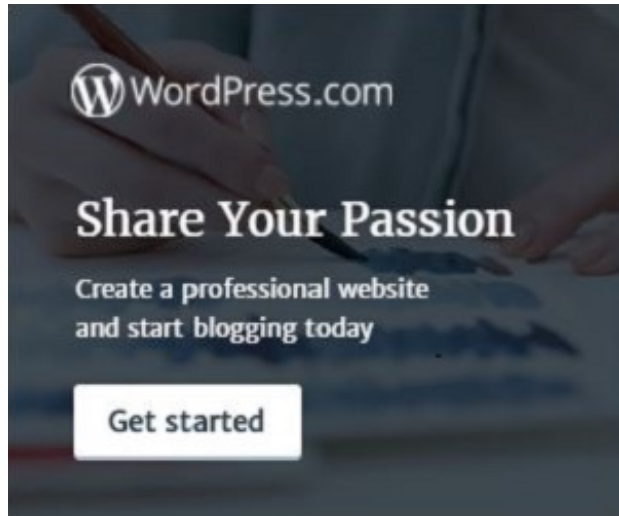 WordPress.com
Share Your Passion
Create a professional website
and start blogging today
Get started